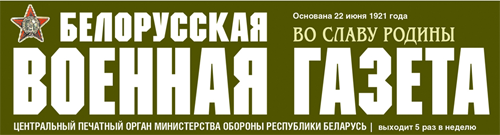 БЕЛОРУССКАЯ
Основана 22 июня 1921 года
ВО СЛАВУ РОДИНЫ
ВОЕННАЯ ГАЗЕТА
ЦЕНТРАЛЬНЫЙ ПЕЧАТНЫЙ ОРГАН МИНИСТЕРСТВА ОБОРОНЫ РЕСПУБЛИКИ БЕЛАРУСЬ | выходит 5 раз в неделю